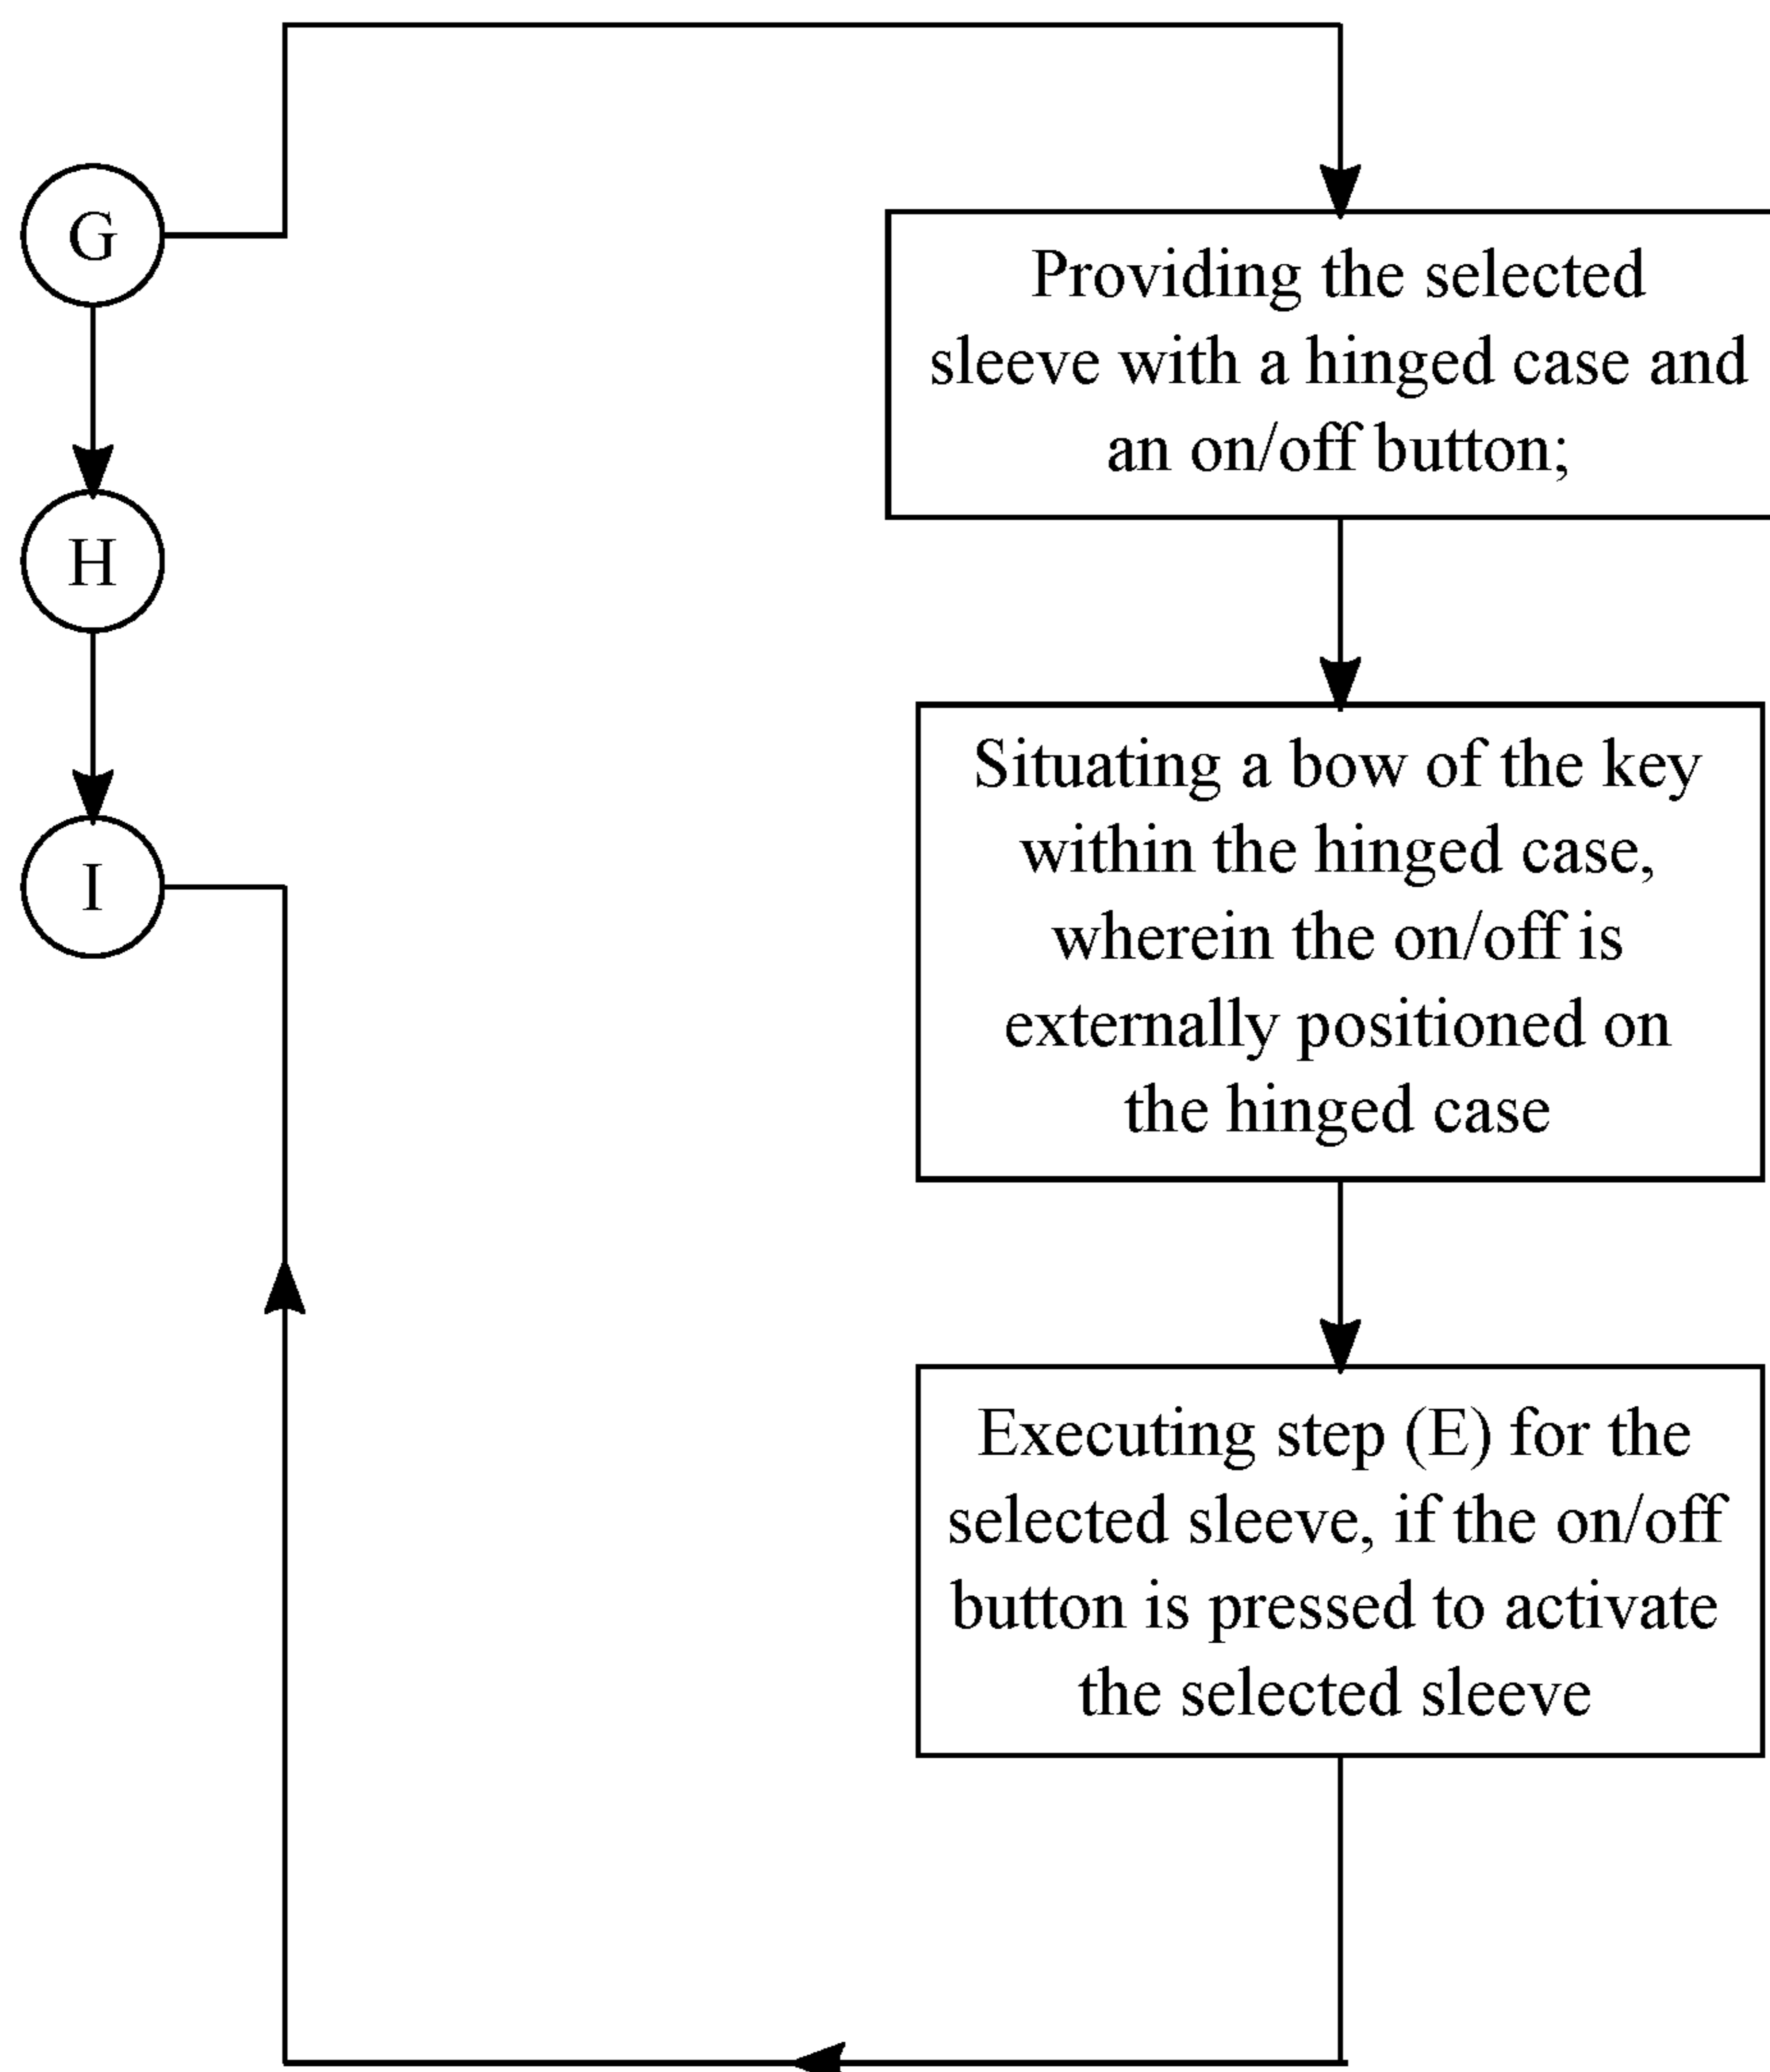 G
H
I
Providing the selected
sleeve with a hinged case and
an on/off button;
Situating a bow of the key
within the hinged case,
wherein the on/off is
externally positioned on
the hinged case
Executing step (E) for the
selected sleeve, if the on/off
button is pressed to activate
the selected sleeve